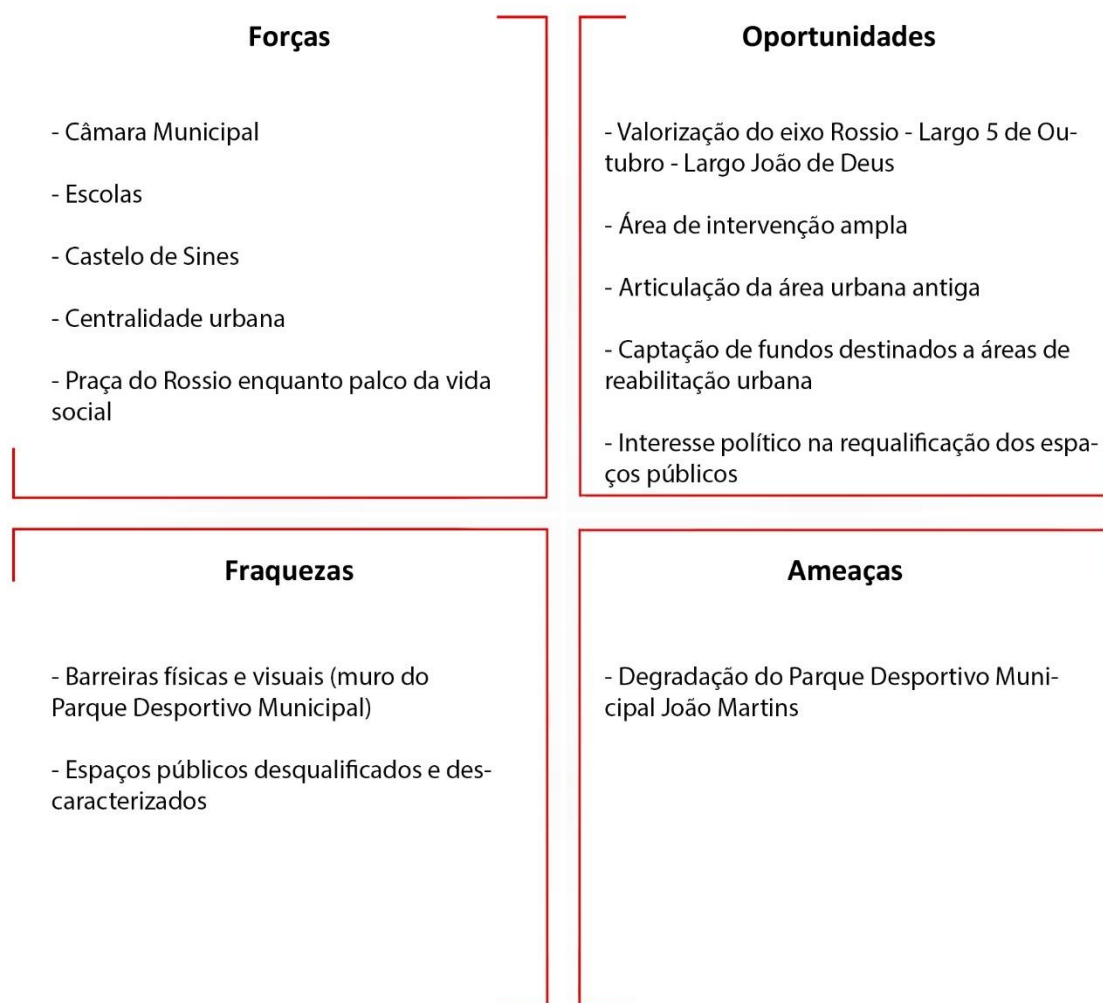 Forças
- Câmara Municipal
- Escolas
- Castelo de Sines
- Centralidade urbana
- Praça do Rossio enquanto palco da vida
social
Oportunidades
- Valorização do eixo Rossio - Largo 5 de Ou-
tubro - Largo João de Deus
- Área de intervenção ampla
- Articulação da área urbana antiga
- Captação de fundos destinados a áreas de
reabilitação urbana
- Interesse político na requalificação dos espa-
ços públicos
Fraquezas
- Barreiras físicas e visuais (muro do
Parque Desportivo Municipal)
- Espaços públicos desqualificados e des-
caracterizados
Ameaças
- Degradação do Parque Desportivo Muni-
cipal João Martins